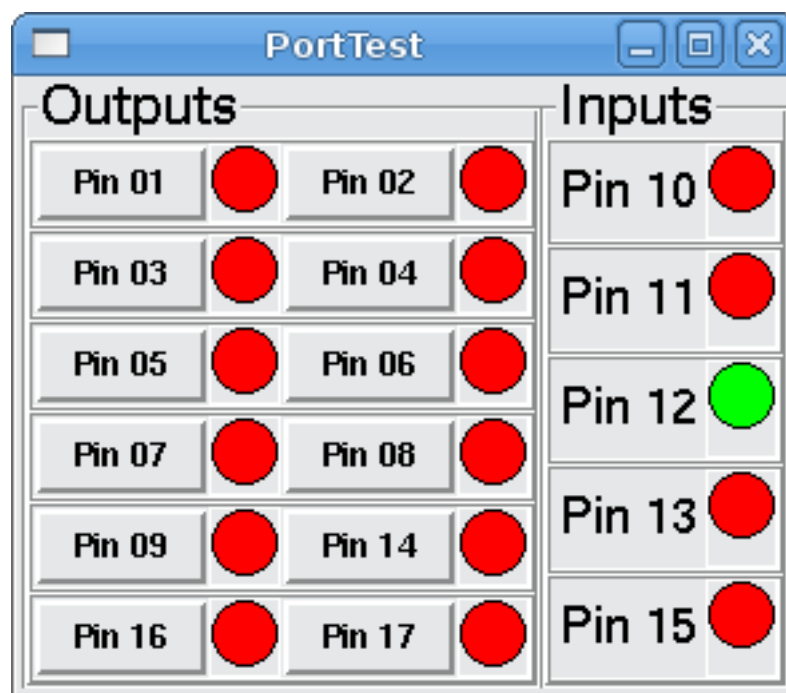 PortTest
Outputs
Pin 01 Pin 02
Pin 03 Pin 04
Pin 05 Pin 06
Pin 07 Pin 08
Pin 09 Pin 14
Pin 16 Pin 17
Inputs
Pin 10
Pin 11
Pin 12
Pin 13
Pin 15